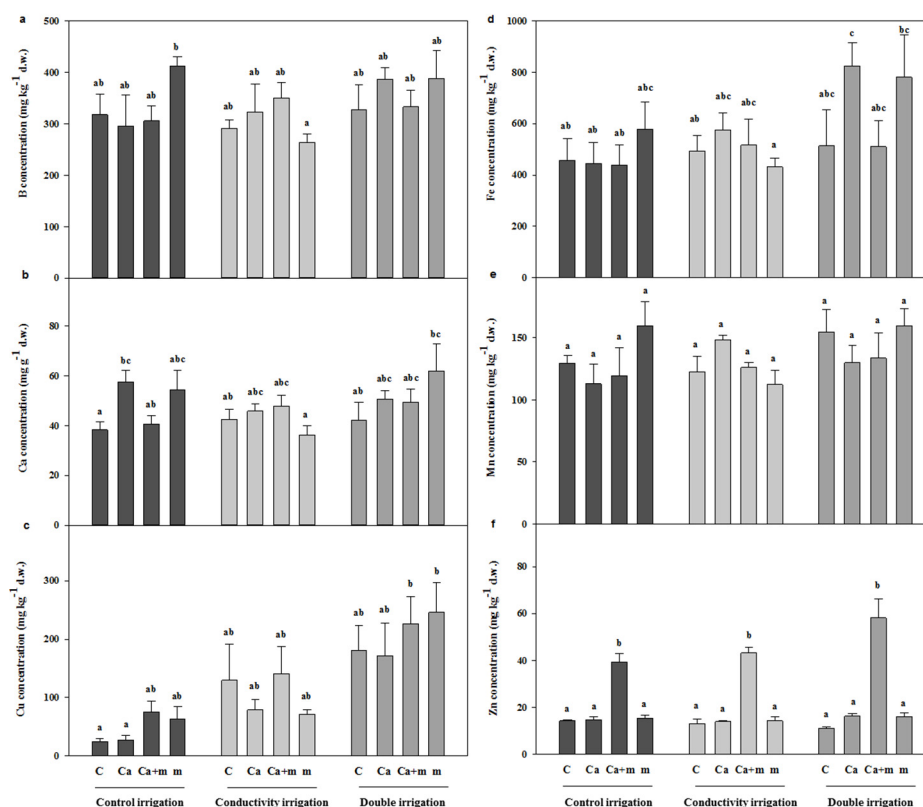 a
B concentration (mg kg-1 d.w.)
500
400
300
200
100
0
ab ab ab b
ab ab ab a
ab ab ab ab
b
Ca concentration (mg g-1 d.w.)
80
60
40
20
0
a bc ab abc
ab abc abc a
ab abc abc bc
c
Cu concentration (mg kg-1 d.w.)
300
200
100
0
a a ab ab
ab ab ab ab
ab ab b b
C Ca Ca+m m C Ca Ca+m m C Ca Ca+m m
Control irrigation Conductivity irrigation Double irrigation
d
Fe concentration (mg kg-1 d.w.)
1000
800
600
400
200
0
ab ab ab abc
ab abc abc a
abc c abc bc
e
Mn concentration (mg kg-1 d.w.)
150
100
50
0
a a a a
a a a a
a a a a
f
Zn concentration (mg kg-1 d.w.)
80
60
40
20
0
a a b a
a a b a
a a b a
C Ca Ca+m m C Ca Ca+m m C Ca Ca+m m
Control irrigation Conductivity irrigation Double irrigation